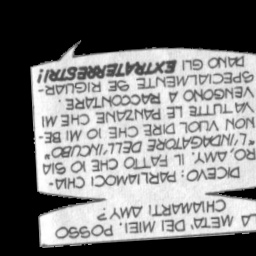 LA META' DEI MIEI. POSSO
CHIAMARTI AMY?
DICEVO: PARLIAMOCI CHIA-
RO, AMY. IL FATTO CHE IO SIA
"L'INDAGATORE DELL'INCUBO"
NON VUOL DIRE CHE IO MI BE-
VA TUTTE LE PANZANE CHE MI
VENGONO A RACCONTARE.
SPECIALMENTE SE RIGUAR-
DANO GLI EXTRATERRESTRI!